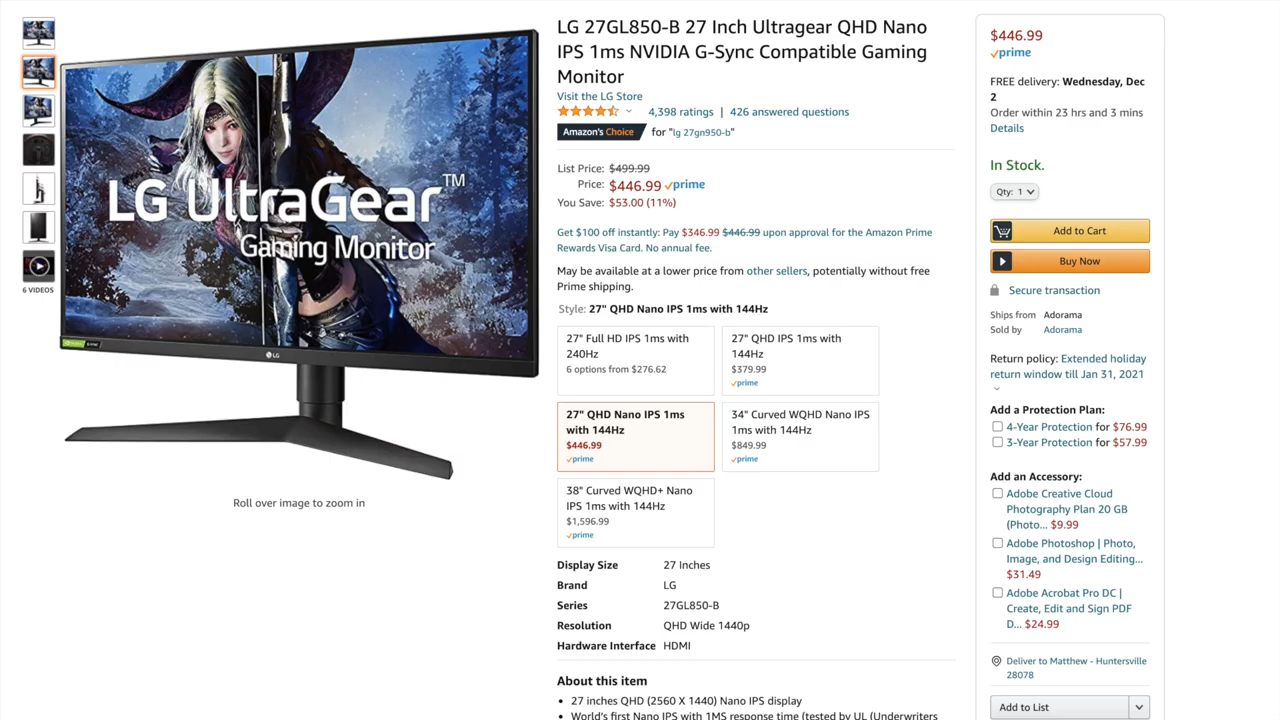 6 VIDEOS
LG UltraGear™
Gaming Monitor
LG
Roll over image to zoom in
LG 27GL850-B 27 Inch Ultragear QHD Nano
IPS 1ms NVIDIA G-Sync Compatible Gaming
Monitor
Visit the LG Store
4,398 ratings | 426 answered questions
Amazon's Choice for "lg 27gn950-b"
List Price: $499.99
Price: $446.99 prime
You Save: $53.00 (11%)
Get $100 off instantly: Pay $346.99 $446.99 upon approval for the Amazon Prime
Rewards Visa Card. No annual fee.
May be available at a lower price from other sellers, potentially without free
Prime shipping.
Style: 27" QHD Nano IPS 1ms with 144Hz
27" Full HD IPS 1ms with
240Hz
6 options from $276.62
27" QHD IPS 1ms with
144Hz
$379.99
prime
27" QHD Nano IPS 1ms
with 144Hz
$446.99
prime
34" Curved WQHD Nano IPS
1ms with 144Hz
$849.99
prime
38" Curved WQHD+ Nano
IPS 1ms with 144Hz
$1,596.99
prime
Display Size 27 Inches
Brand LG
Series 27GL850-B
Resolution QHD Wide 1440p
Hardware Interface HDMI
About this item
• 27 inches QHD (2560 X 1440) Nano IPS display
• World's first Nano IPS with 1MS response time (tested by UL (Underwriters
$446.99
prime
FREE delivery: Wednesday, Dec
2
Order within 23 hrs and 3 mins
Details
In Stock.
Qty: 1
Add to Cart
Buy Now
Secure transaction
Ships from Adorama
Sold by Adorama
Return policy: Extended holiday
return window till Jan 31, 2021
Add a Protection Plan:
4-Year Protection for $76.99
3-Year Protection for $57.99
Add an Accessory:
Adobe Creative Cloud
Photography Plan 20 GB
(Photo... $9.99
Adobe Photoshop | Photo,
Image, and Design Editing...
$31.49
Adobe Acrobat Pro DC |
Create, Edit and Sign PDF
D... $24.99
Deliver to Matthew - Huntersville
28078
Add to List